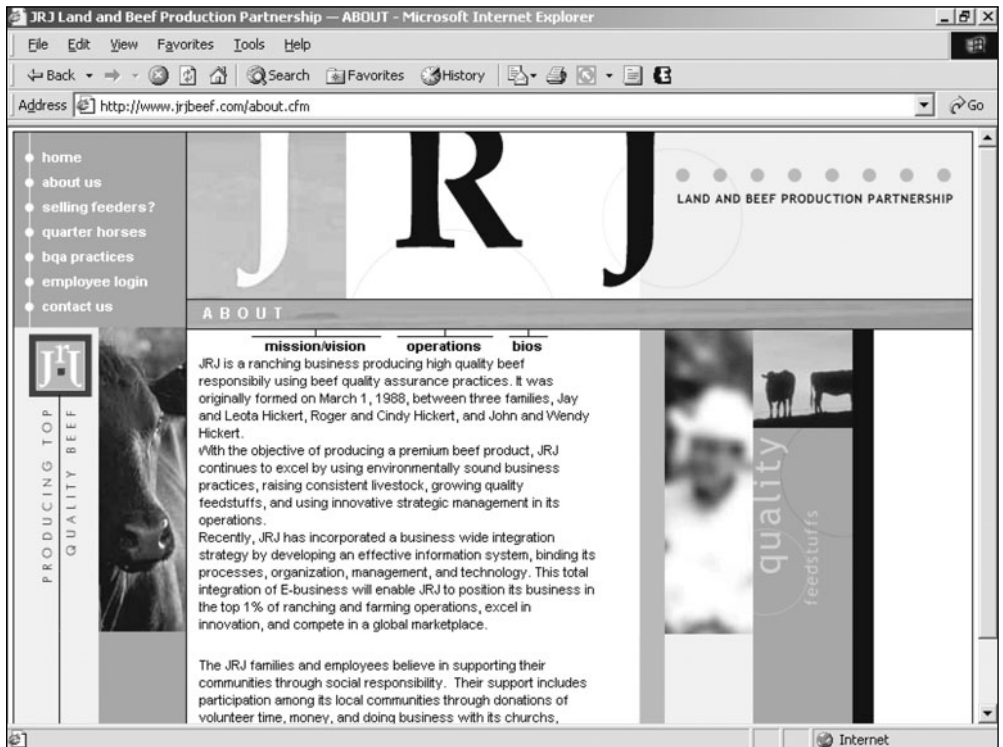 JRJ Land and Beef Production Partnership — ABOUT - Microsoft Internet Explorer
File Edit View Favorites Tools Help
Back Search Favorites History
Address http://www.jrjbeef.com/about.cfm Go
home
about us
selling feeders?
quarter horses
bqa practices
employee login
contact us
J R J
LAND AND BEEF PRODUCTION PARTNERSHIP
ABOUT
JrJ
PRODUCING TOP
QUALITY BEEF
mission/vision operations bios
JRJ is a ranching business producing high quality beef
responsibily using beef quality assurance practices. It was
originally formed on March 1, 1988, between three families, Jay
and Leota Hickert, Roger and Cindy Hickert, and John and Wendy
Hickert.
With the objective of producing a premium beef product, JRJ
continues to excel by using environmentally sound business
practices, raising consistent livestock, growing quality
feedstuffs, and using innovative strategic management in its
operations.
Recently, JRJ has incorporated a business wide integration
strategy by developing an effective information system, binding its
processes, organization, management, and technology. This total
integration of E-business will enable JRJ to position its business in
the top 1% of ranching and farming operations, excel in
innovation, and compete in a global marketplace.
The JRJ families and employees believe in supporting their
communities through social responsibility. Their support includes
participation among its local communities through donations of
volunteer time, money, and doing business with its churchs,
quality
feedstuffs
Internet